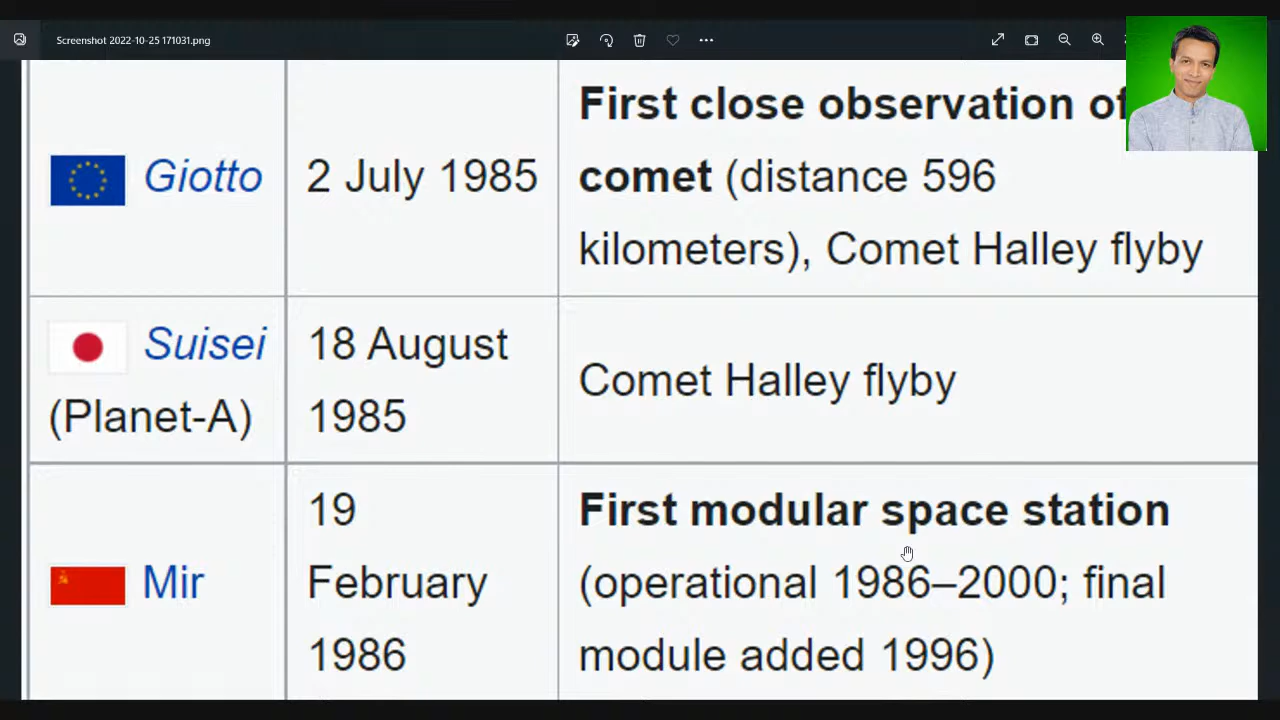 Screenshot 2022-10-25 171031.png
First close observation of
Giotto
2 July 1985
comet (distance 596
kilometers), Comet Halley flyby
Suisei
(Planet-A)
18 August
1985
Comet Halley flyby
Mir
19
February
1986
First modular space station
(operational 1986–2000; final
module added 1996)